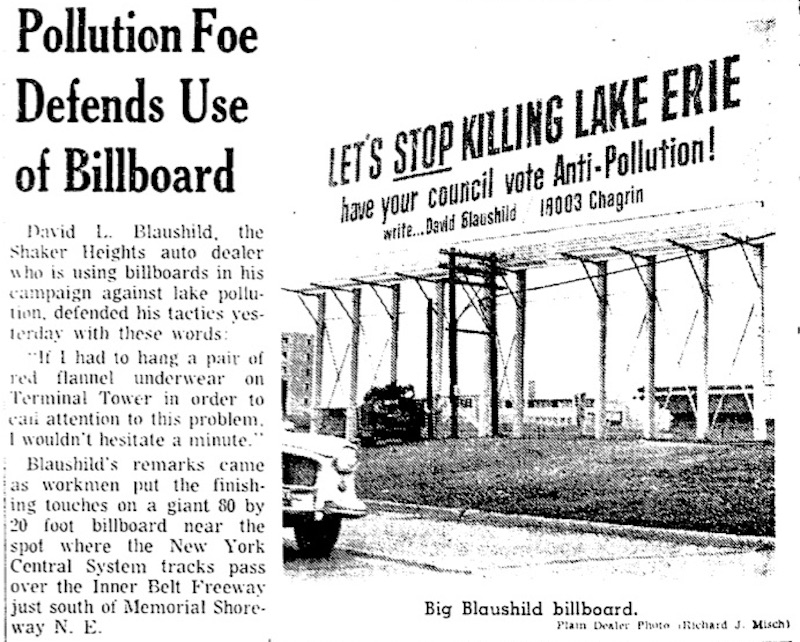 Pollution Foe
Defends Use
of Billboard
David L. Blaushild, the
Shaker Heights auto dealer
who is using billboards in his
campaign against lake pollu-
tion, defended his tactics yes-
terday with these words:
"If I had to hang a pair of
red flannel underwear on
Terminal Tower in order to
call attention to this problem,
I wouldn't hesitate a minute."
Blaushild's remarks came
as workmen put the finish-
ing touches on a giant 80 by
20 foot billboard near the
spot where the New York
Central System tracks pass
over the Inner Belt Freeway
just south of Memorial Shore-
way N. E.
LET'S STOP KILLING LAKE ERIE
have your council vote Anti-Pollution!
write...David Blaushild / 19003 Chagrin
Big Blaushild billboard.
Plain Dealer Photo (Richard J. Misch)